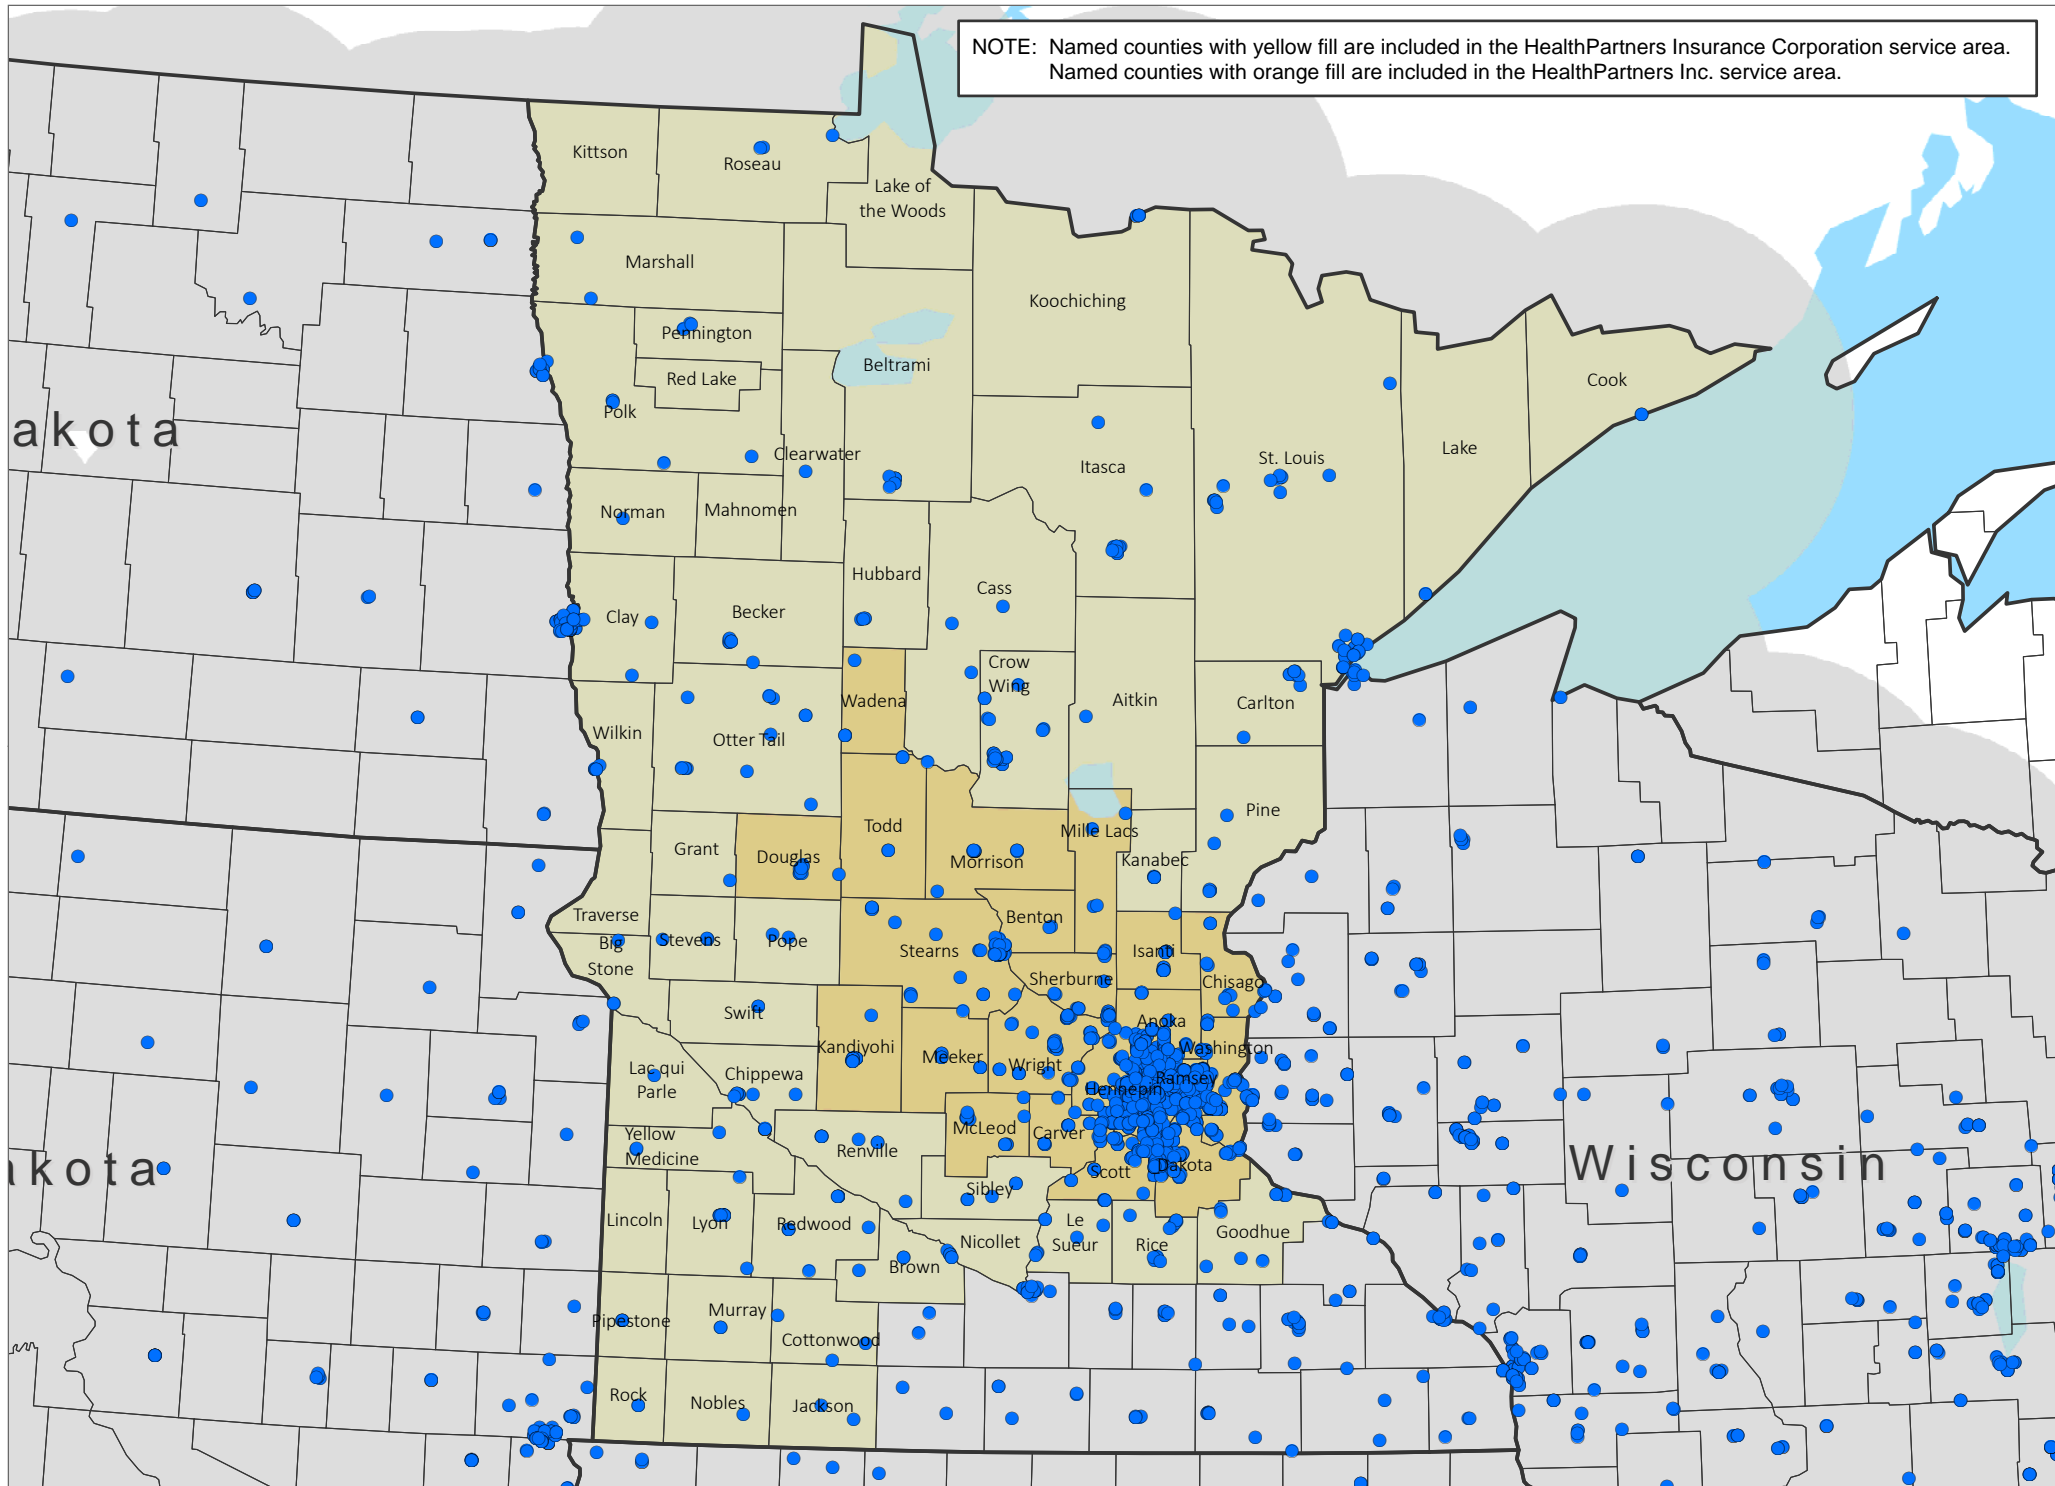 NOTE: Named counties with yellow fill are included in the HealthPartners Insurance Corporation service area.
Named counties with orange fill are included in the HealthPartners Inc. service area.
Kittson
Roseau
Lake of
the Woods
Marshall
Koochiching
Pennington
Beltrami
Red Lake
Cook
Polk
akota
Lake
Clearwater
Itasca
St. Louis
Norman
Mahnomen
Hubbard
Cass
Clay
Becker
Crow
Wing
Wadena
Aitkin
Carlton
Wilkin
Otter Tail
Pine
Todd
Mille Lacs
Grant
Douglas
Morrison
Kanabec
Traverse
Benton
Big
Stone
Stevens
Pope
Stearns
Isanti
Sherburne
Chisago
Swift
Anoka
Kandiyohi
Meeker
Wright
Washington
Lac qui
Parle
Chippewa
Hennepin
Ramsey
McLeod
Carver
Yellow
Medicine
Renville
Scott
Dakota
Wisconsin
akota
Sibley
Lincoln
Lyon
Redwood
Le
Sueur
Rice
Goodhue
Nicollet
Brown
Pipestone
Murray
Cottonwood
Rock
Nobles
Jackson